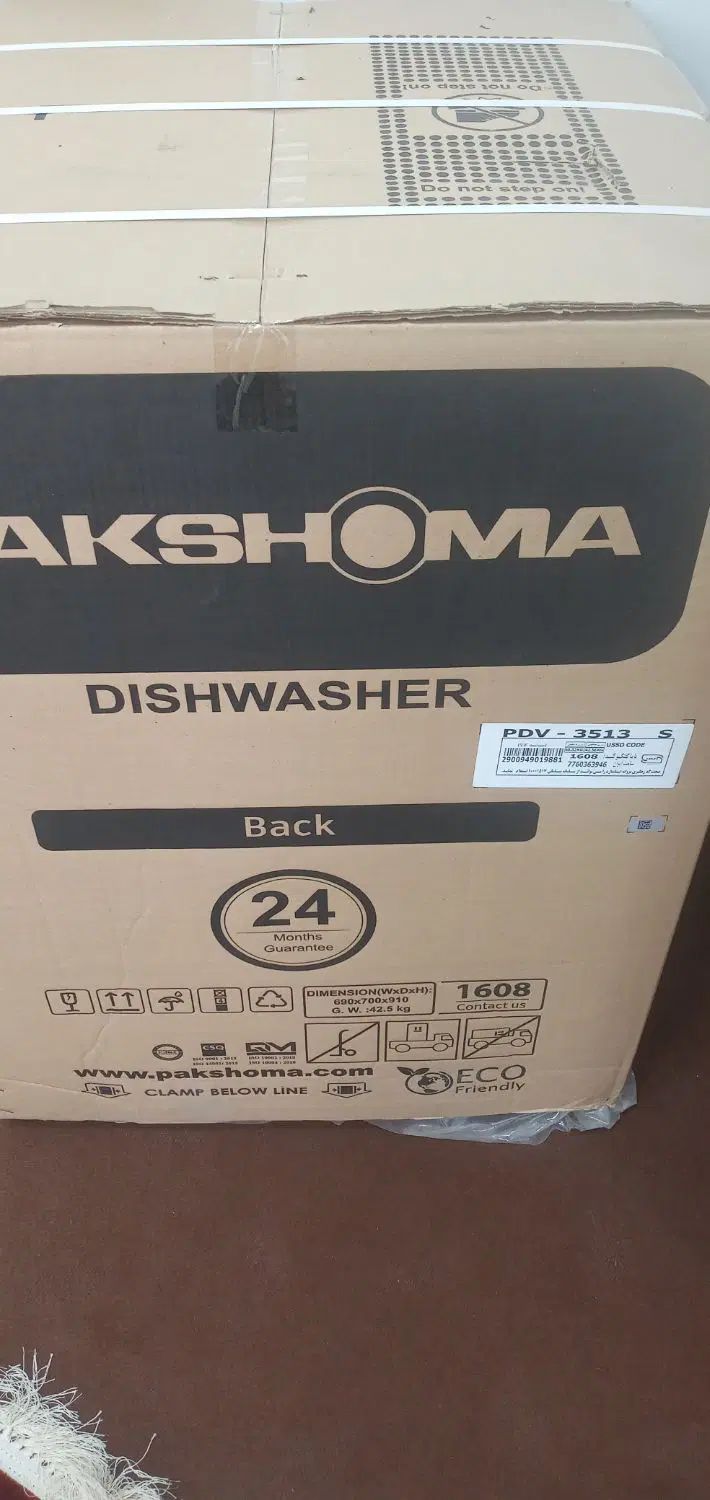 Do not step on!
Do not step on!
AKSHOMA
DISHWASHER
PDV - 3513 S
USSD CODE
2900949019881
1608
7760363946
Back
24
Months
Guarantee
DIMENSION(WxDxH):
690x700x910
G. W. :42.5 kg
1608
Contact us
www.pakshoma.com
ECO
Friendly
CLAMP BELOW LINE